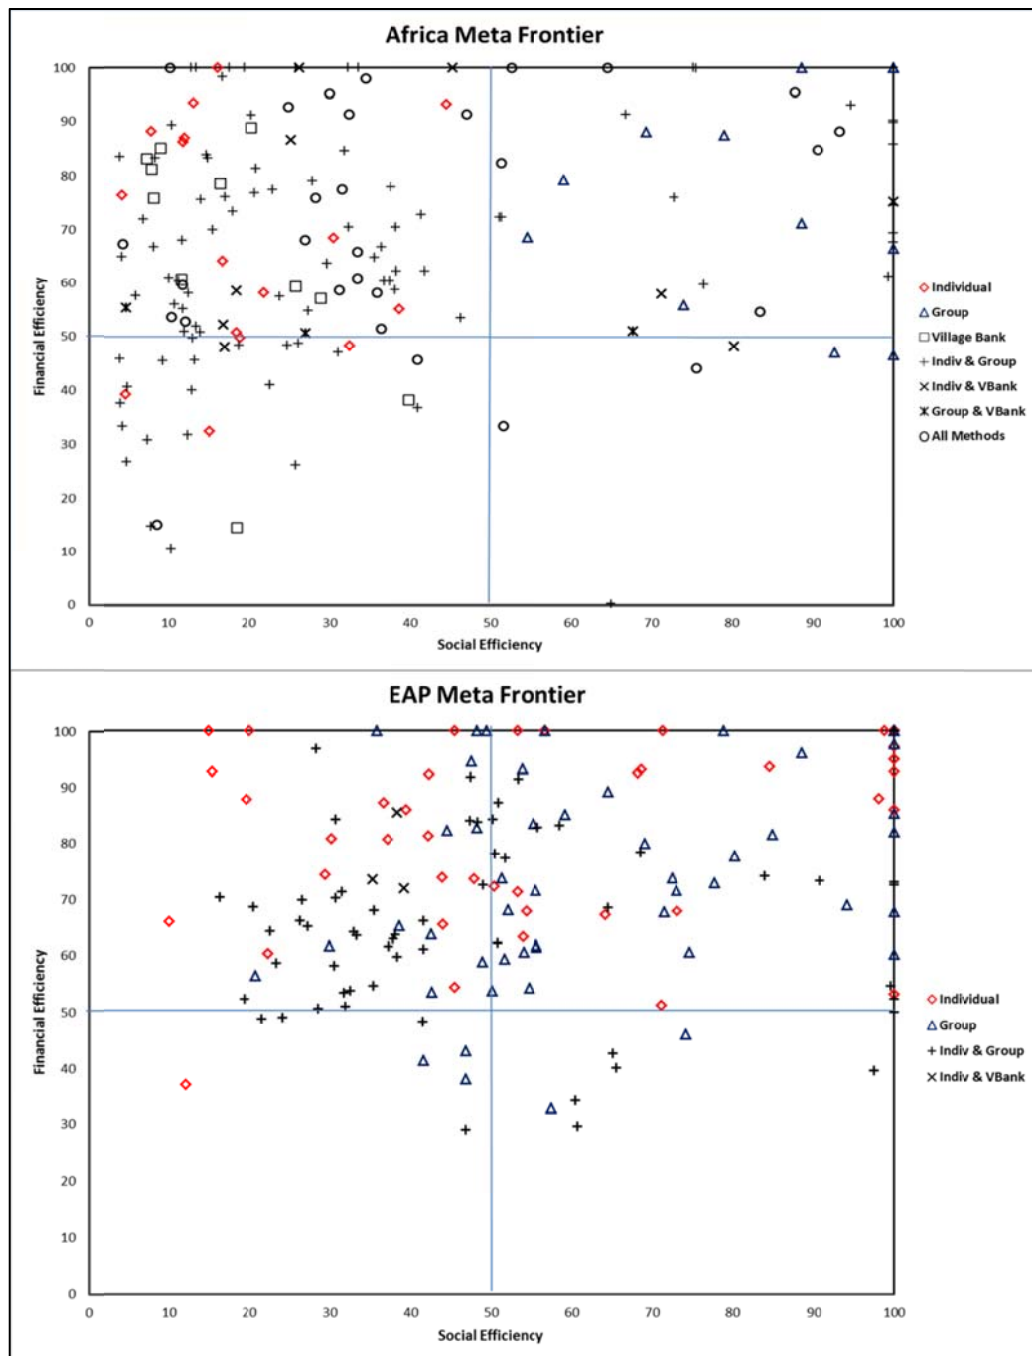 Africa Meta Frontier
100
90
80
70
60
50
40
30
20
10
0
Financial Efficiency
0 10 20 30 40 50 60 70 80 90 100
Social Efficiency
Individual
Group
Village Bank
Indiv & Group
Indiv & VBank
Group & VBank
All Methods
EAP Meta Frontier
100
90
80
70
60
50
40
30
20
10
0
Financial Efficiency
0 10 20 30 40 50 60 70 80 90 100
Social Efficiency
Individual
Group
Indiv & Group
Indiv & VBank